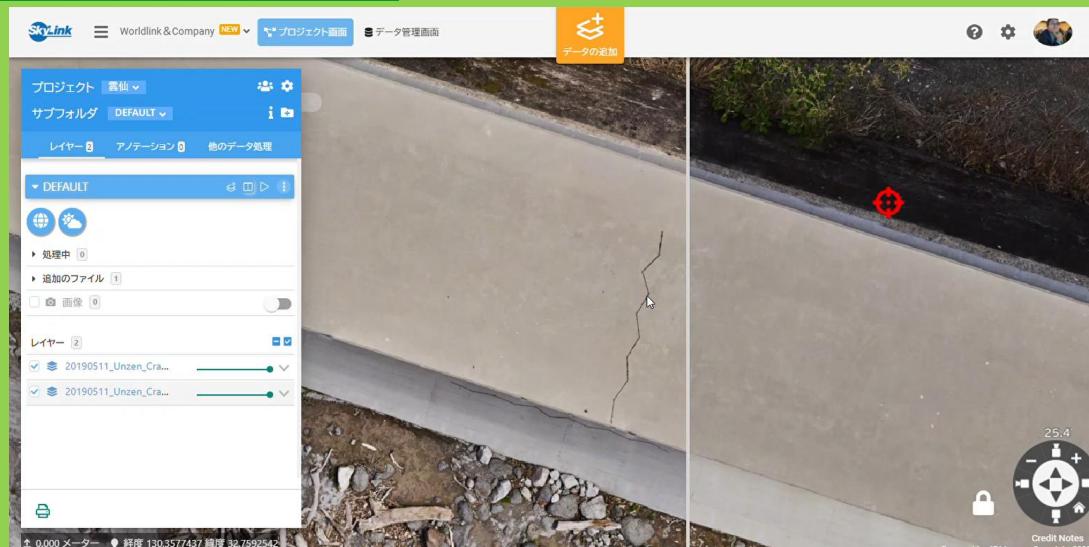 SkyLink
Worldlink & Company NEW
プロジェクト画面
データ管理画面
データの追加
プロジェクト 雲仙
サブフォルダ DEFAULT
レイヤー 2 アノテーション 0 他のデータ処理
DEFAULT
処理中 0
追加のファイル 1
画像 0
レイヤー 2
20190511_Unzen_Cra...
20190511_Unzen_Cra...
25.4
Credit Notes
0.000 メーター 経度 130.3577437 緯度 32.7592542